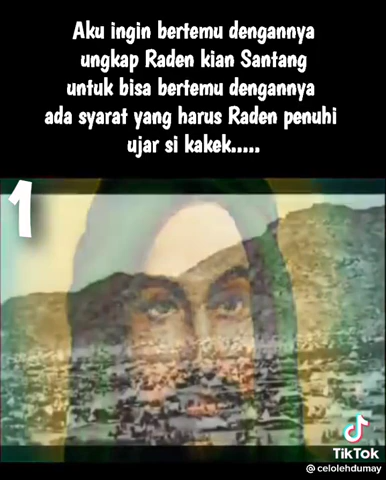 Aku ingin bertemu dengannya
ungkap Raden kian Santang
untuk bisa bertemu dengannya
ada syarat yang harus Raden penuhi
ujar si kakek.....
1
TikTok
@celolehdumay